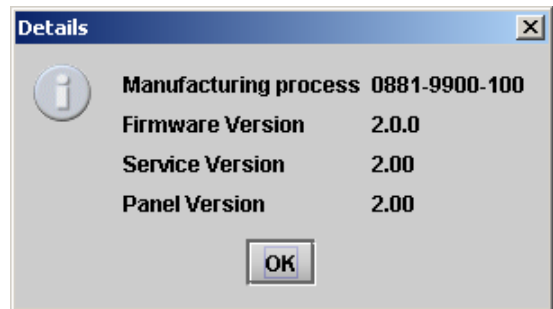 Details
Manufacturing process 0881-9900-100
Firmware Version 2.0.0
Service Version 2.00
Panel Version 2.00
OK